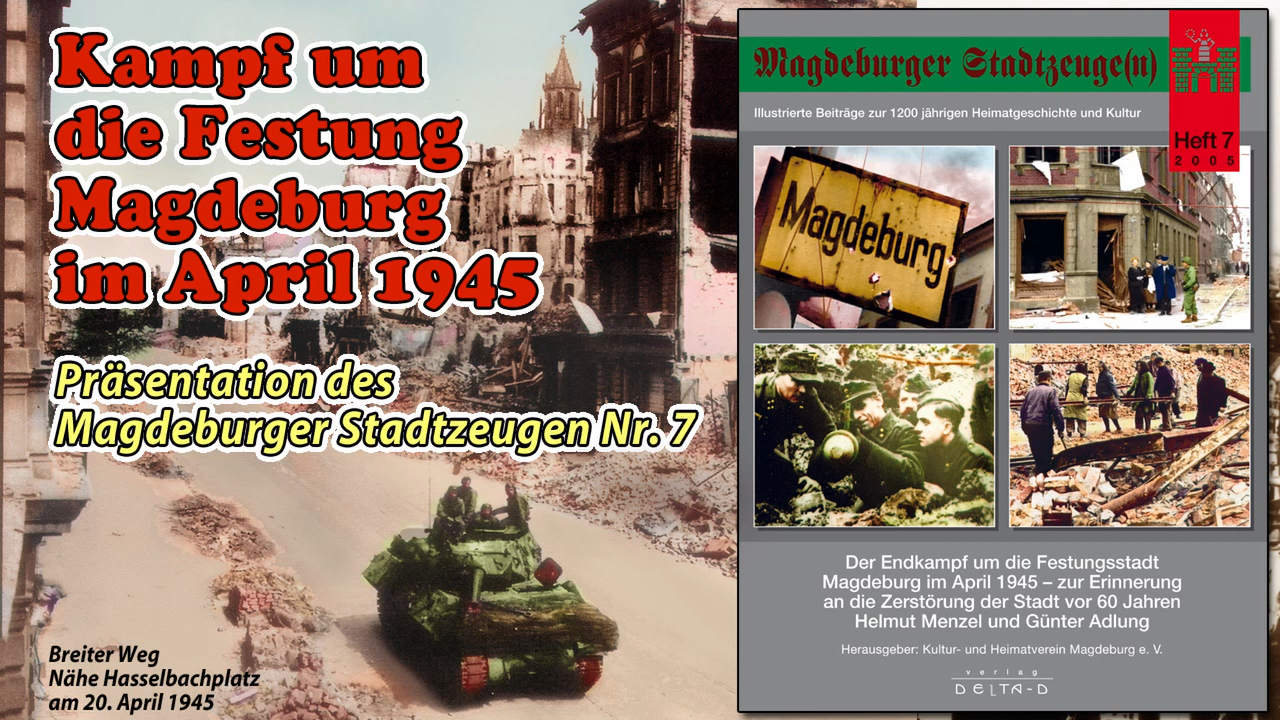 Kampf um
die Festung
Magdeburg
im April 1945
Präsentation des
Magdeburger Stadtzeugen Nr. 7
Breiter Weg
Nähe Hasselbachplatz
am 20. April 1945
Magdeburger Stadtzeuge(n)
Illustrierte Beiträge zur 1200 jährigen Heimatgeschichte und Kultur
Heft 7
2005
Magdeburg
Der Endkampf um die Festungsstadt
Magdeburg im April 1945 – zur Erinnerung
an die Zerstörung der Stadt vor 60 Jahren
Helmut Menzel und Günter Adlung
Herausgeber: Kultur- und Heimatverein Magdeburg e. V.
verlag
DELTA-D